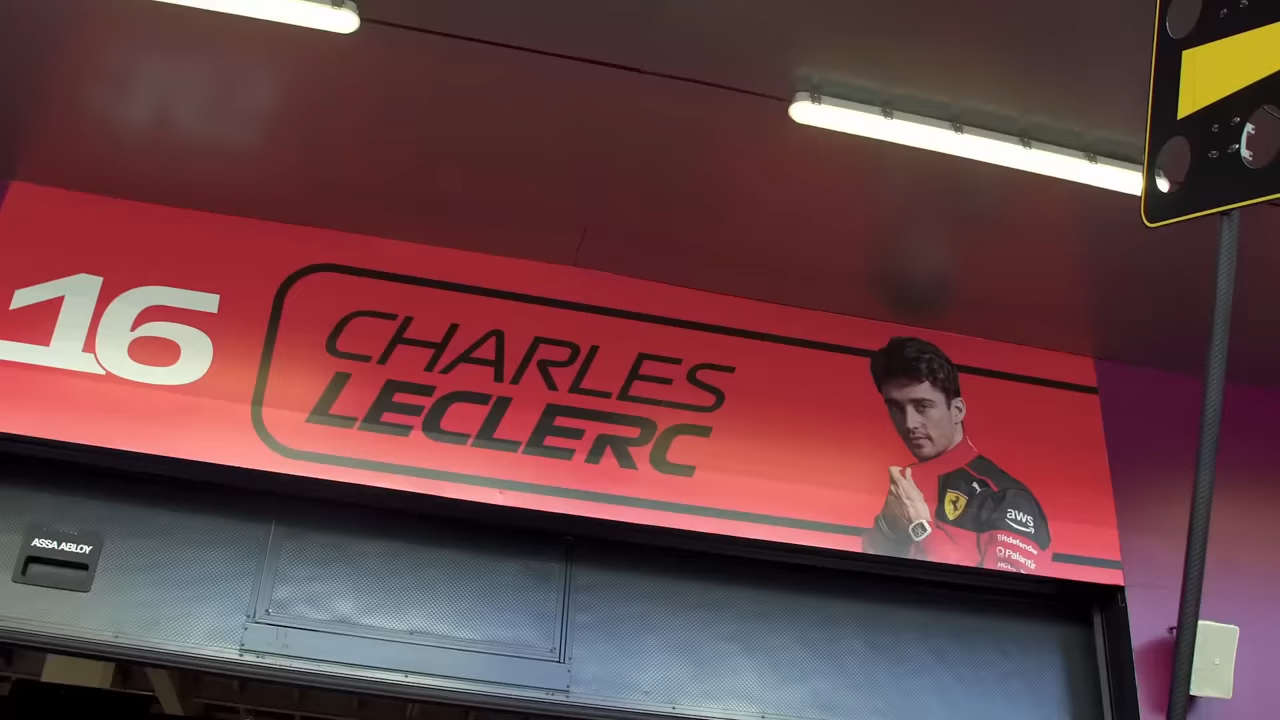 16
CHARLES
LECLERC
aws
Bitdefender
Palantir
ASSA ABLOY